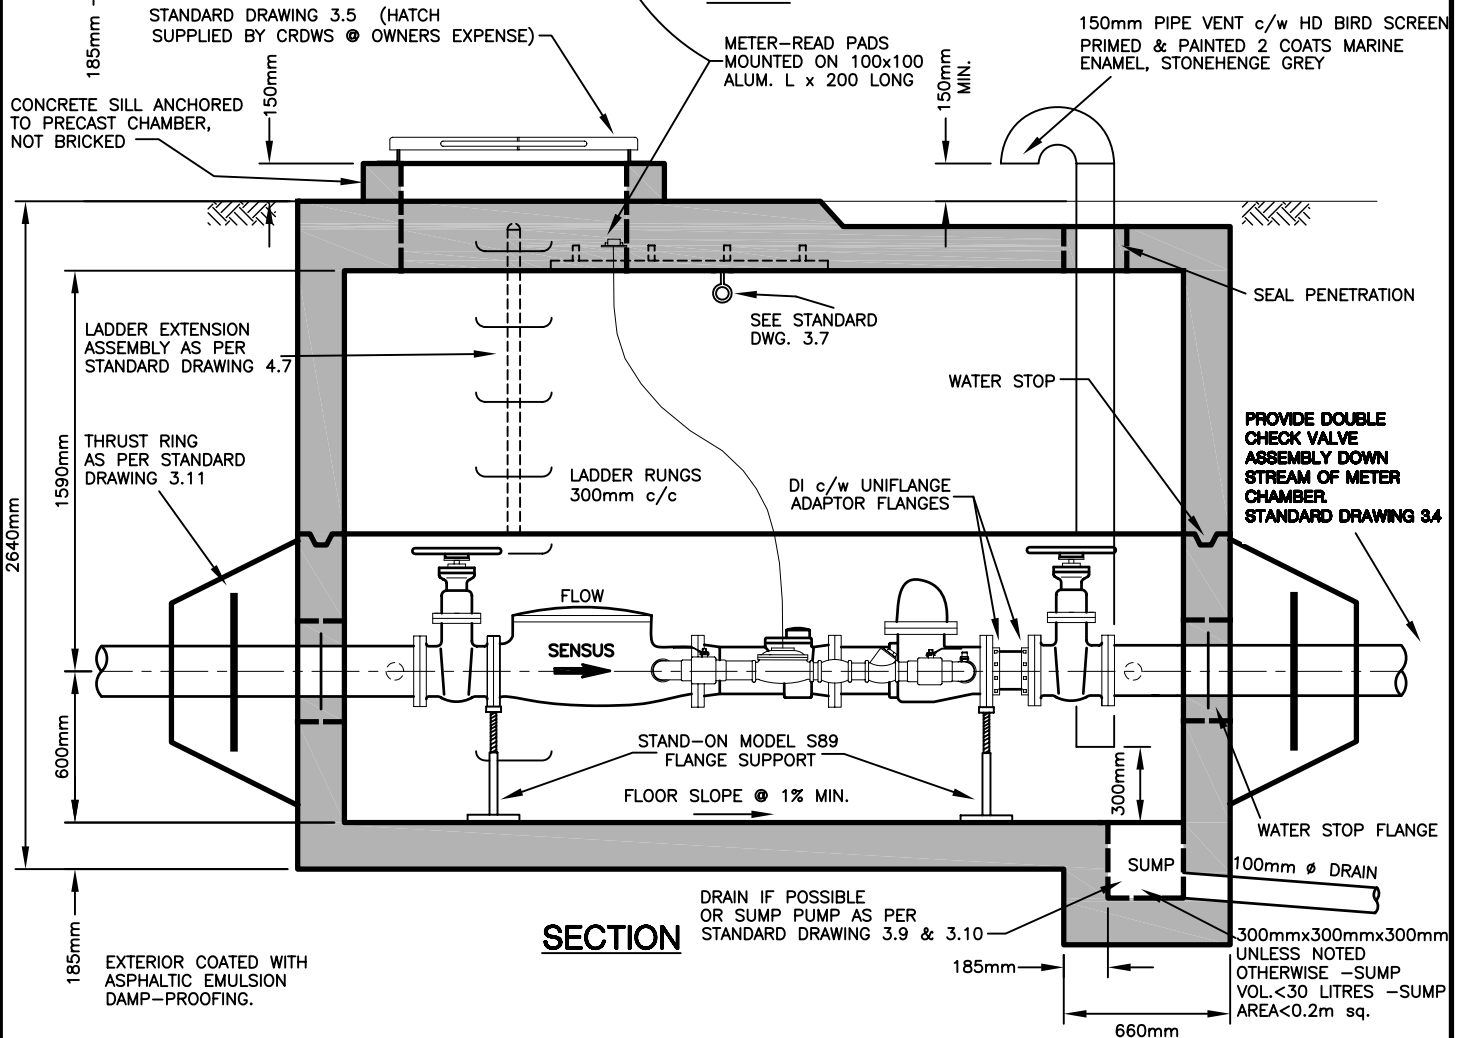 STANDARD DRAWING 3.5 (HATCH
SUPPLIED BY CRDWS @ OWNERS EXPENSE)
185mm
150mm
METER-READ PADS
MOUNTED ON 100x100
ALUM. L x 200 LONG
150mm
MIN.
150mm PIPE VENT c/w HD BIRD SCREEN
PRIMED & PAINTED 2 COATS MARINE
ENAMEL, STONEHENGE GREY
CONCRETE SILL ANCHORED
TO PRECAST CHAMBER,
NOT BRICKED
SEAL PENETRATION
SEE STANDARD
DWG. 3.7
LADDER EXTENSION
ASSEMBLY AS PER
STANDARD DRAWING 4.7
WATER STOP
PROVIDE DOUBLE
CHECK VALVE
ASSEMBLY DOWN
STREAM OF METER
CHAMBER.
STANDARD DRAWING 3.4
THRUST RING
AS PER STANDARD
DRAWING 3.11
1590mm
2640mm
LADDER RUNGS
300mm c/c
DI c/w UNIFLANGE
ADAPTOR FLANGES
FLOW
SENSUS
600mm
STAND-ON MODEL S89
FLANGE SUPPORT
FLOOR SLOPE @ 1% MIN.
300mm
WATER STOP FLANGE
SUMP
100mm ø DRAIN
DRAIN IF POSSIBLE
OR SUMP PUMP AS PER
STANDARD DRAWING 3.9 & 3.10
SECTION
185mm
EXTERIOR COATED WITH
ASPHALTIC EMULSION
DAMP-PROOFING.
185mm
300mmx300mmx300mm
UNLESS NOTED
OTHERWISE -SUMP
VOL.<30 LITRES -SUMP
AREA<0.2m sq.
660mm